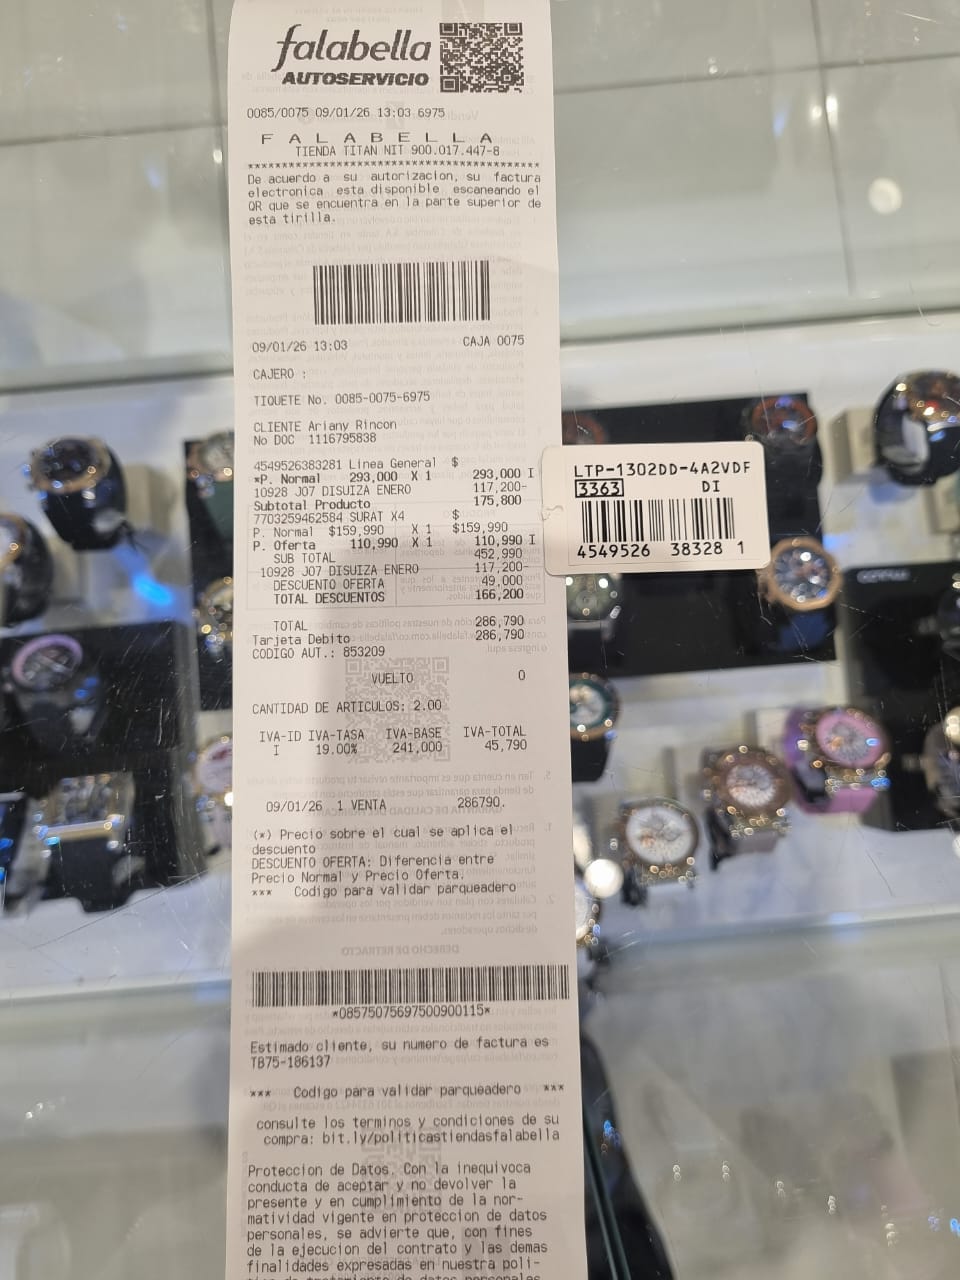 falabella
AUTOSERVICIO
0085/0075 09/01/26 13:03 6975
F A L A B E L L A
TIENDA TITAN NIT 900.017.447-8
****************************************************
De acuerdo a su autorizacion, su factura
electronica esta disponible escaneando el
QR que se encuentra en la parte superior de
esta tirilla.
09/01/26 13:03 CAJA 0075
CAJERO :
TIQUETE No. 0085-0075-6975
CLIENTE Ariany Rincon
No DOC 1116795838
4549526383281 Linea General $
*P. Normal 293,000 X 1 293,000 I
10928 J07 DISUIZA ENERO 117,200-
Subtotal Producto 175,800
7703259462584 SURAT X4 $
P. Normal $159,990 X 1 $159,990
P. Oferta 110,990 X 1 110,990 I
SUB TOTAL 452,990
10928 J07 DISUIZA ENERO 117,200-
DESCUENTO OFERTA 49,000
TOTAL DESCUENTOS 166,200
TOTAL 286,790
Tarjeta Debito 286,790
CODIGO AUT.: 853209
VUELTO 0
CANTIDAD DE ARTICULOS: 2.00
IVA-ID IVA-TASA IVA-BASE IVA-TOTAL
I 19.00% 241,000 45,790
09/01/26 1 VENTA 286790.
(*) Precio sobre el cual se aplica el
descuento
DESCUENTO OFERTA: Diferencia entre
Precio Normal y Precio Oferta.
*** Codigo para validar parqueadero
*08575075697500900115*
Estimado cliente, su numero de factura es
TB75-186137
*** Codigo para validar parqueadero ***
consulte los terminos y condiciones de su
compra: bit.ly/politicastiendasfalabella
Proteccion de Datos. Con la inequivoca
conducta de aceptar y no devolver la
presente y en cumplimiento de la nor-
matividad vigente en proteccion de datos
personales, se advierte que, con fines
de la ejecucion del contrato y las demas
finalidades expresadas en nuestra poli-
LTP-1302DD-4A2VDF
3363 DI
4549526 38328 1